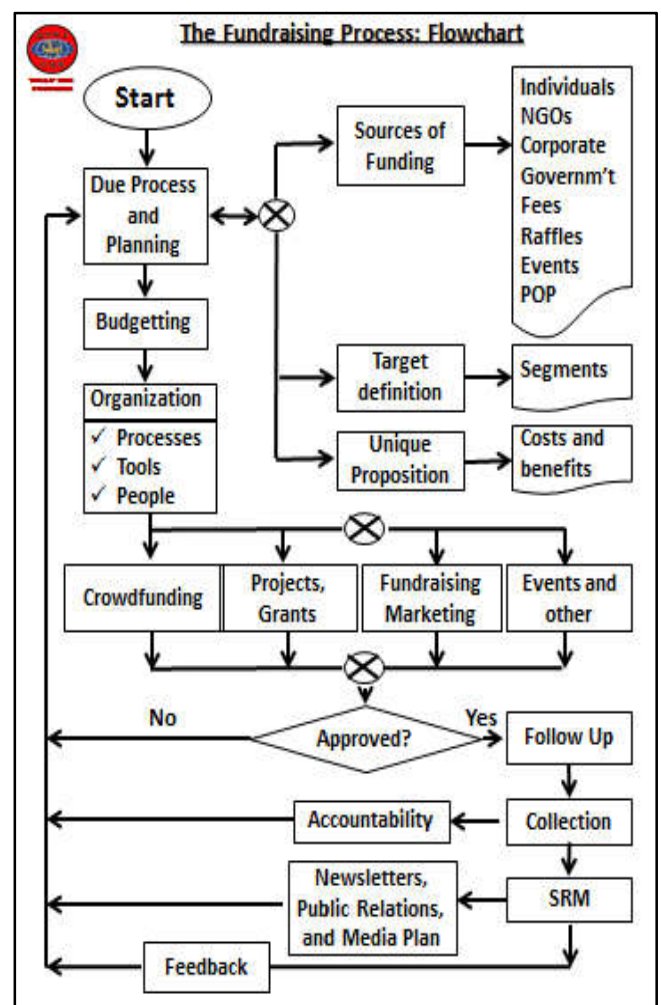 The Fundraising Process: Flowchart
Start
Sources of
Funding
Individuals
NGOs
Corporate
Governm't
Fees
Raffles
Events
POP
Due Process
and
Planning
Budgetting
Target
definition
Segments
Organization
✓ Processes
✓ Tools
✓ People
Unique
Proposition
Costs and
benefits
Crowdfunding
Projects,
Grants
Fundraising
Marketing
Events and
other
No
Approved?
Yes
Follow Up
Accountability
Collection
Newsletters,
Public Relations,
and Media Plan
SRM
Feedback